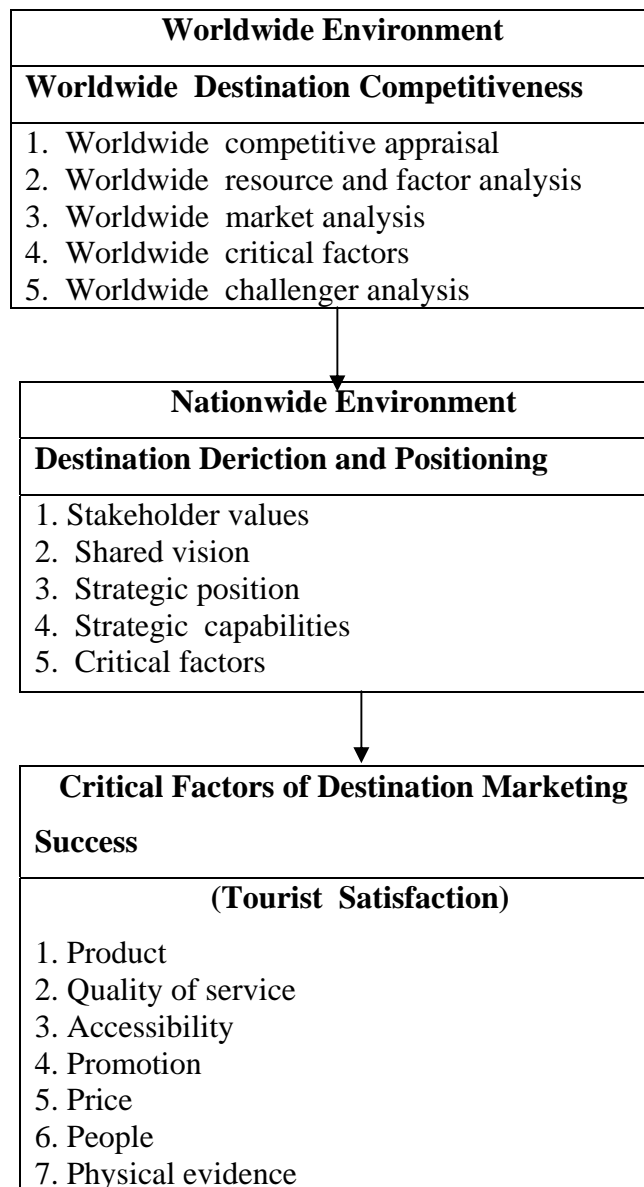 Worldwide Environment
Worldwide Destination Competitiveness
1. Worldwide competitive appraisal
2. Worldwide resource and factor analysis
3. Worldwide market analysis
4. Worldwide critical factors
5. Worldwide challenger analysis
Nationwide Environment
Destination Deriction and Positioning
1. Stakeholder values
2. Shared vision
3. Strategic position
4. Strategic capabilities
5. Critical factors
Critical Factors of Destination Marketing
Success
(Tourist Satisfaction)
1. Product
2. Quality of service
3. Accessibility
4. Promotion
5. Price
6. People
7. Physical evidence